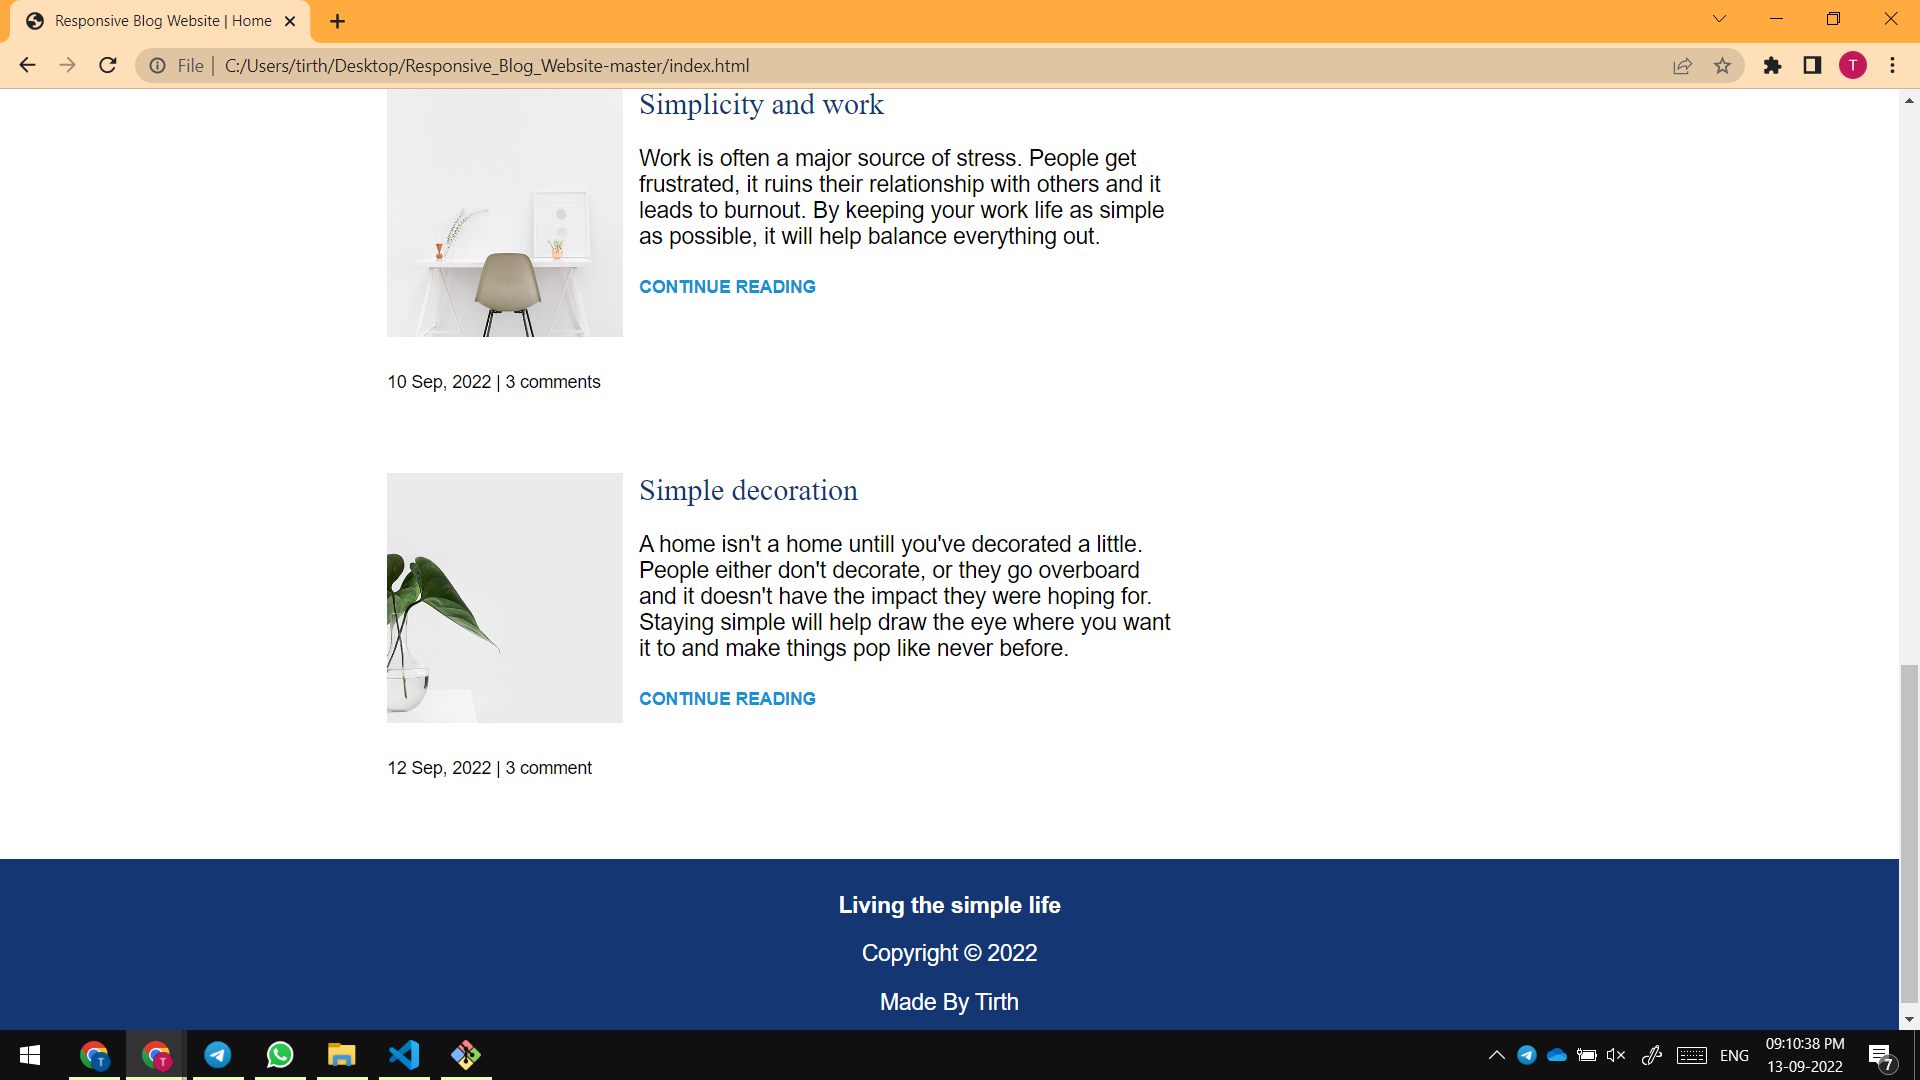 Responsive Blog Website | Home
File | C:/Users/tirth/Desktop/Responsive_Blog_Website-master/index.html
T
Simplicity and work
Work is often a major source of stress. People get
frustrated, it ruins their relationship with others and it
leads to burnout. By keeping your work life as simple
as possible, it will help balance everything out.
CONTINUE READING
10 Sep, 2022 | 3 comments
Simple decoration
A home isn't a home untill you've decorated a little.
People either don't decorate, or they go overboard
and it doesn't have the impact they were hoping for.
Staying simple will help draw the eye where you want
it to and make things pop like never before.
CONTINUE READING
12 Sep, 2022 | 3 comment
Living the simple life
Copyright © 2022
Made By Tirth
T
T
ENG
09:10:38 PM
13-09-2022
7